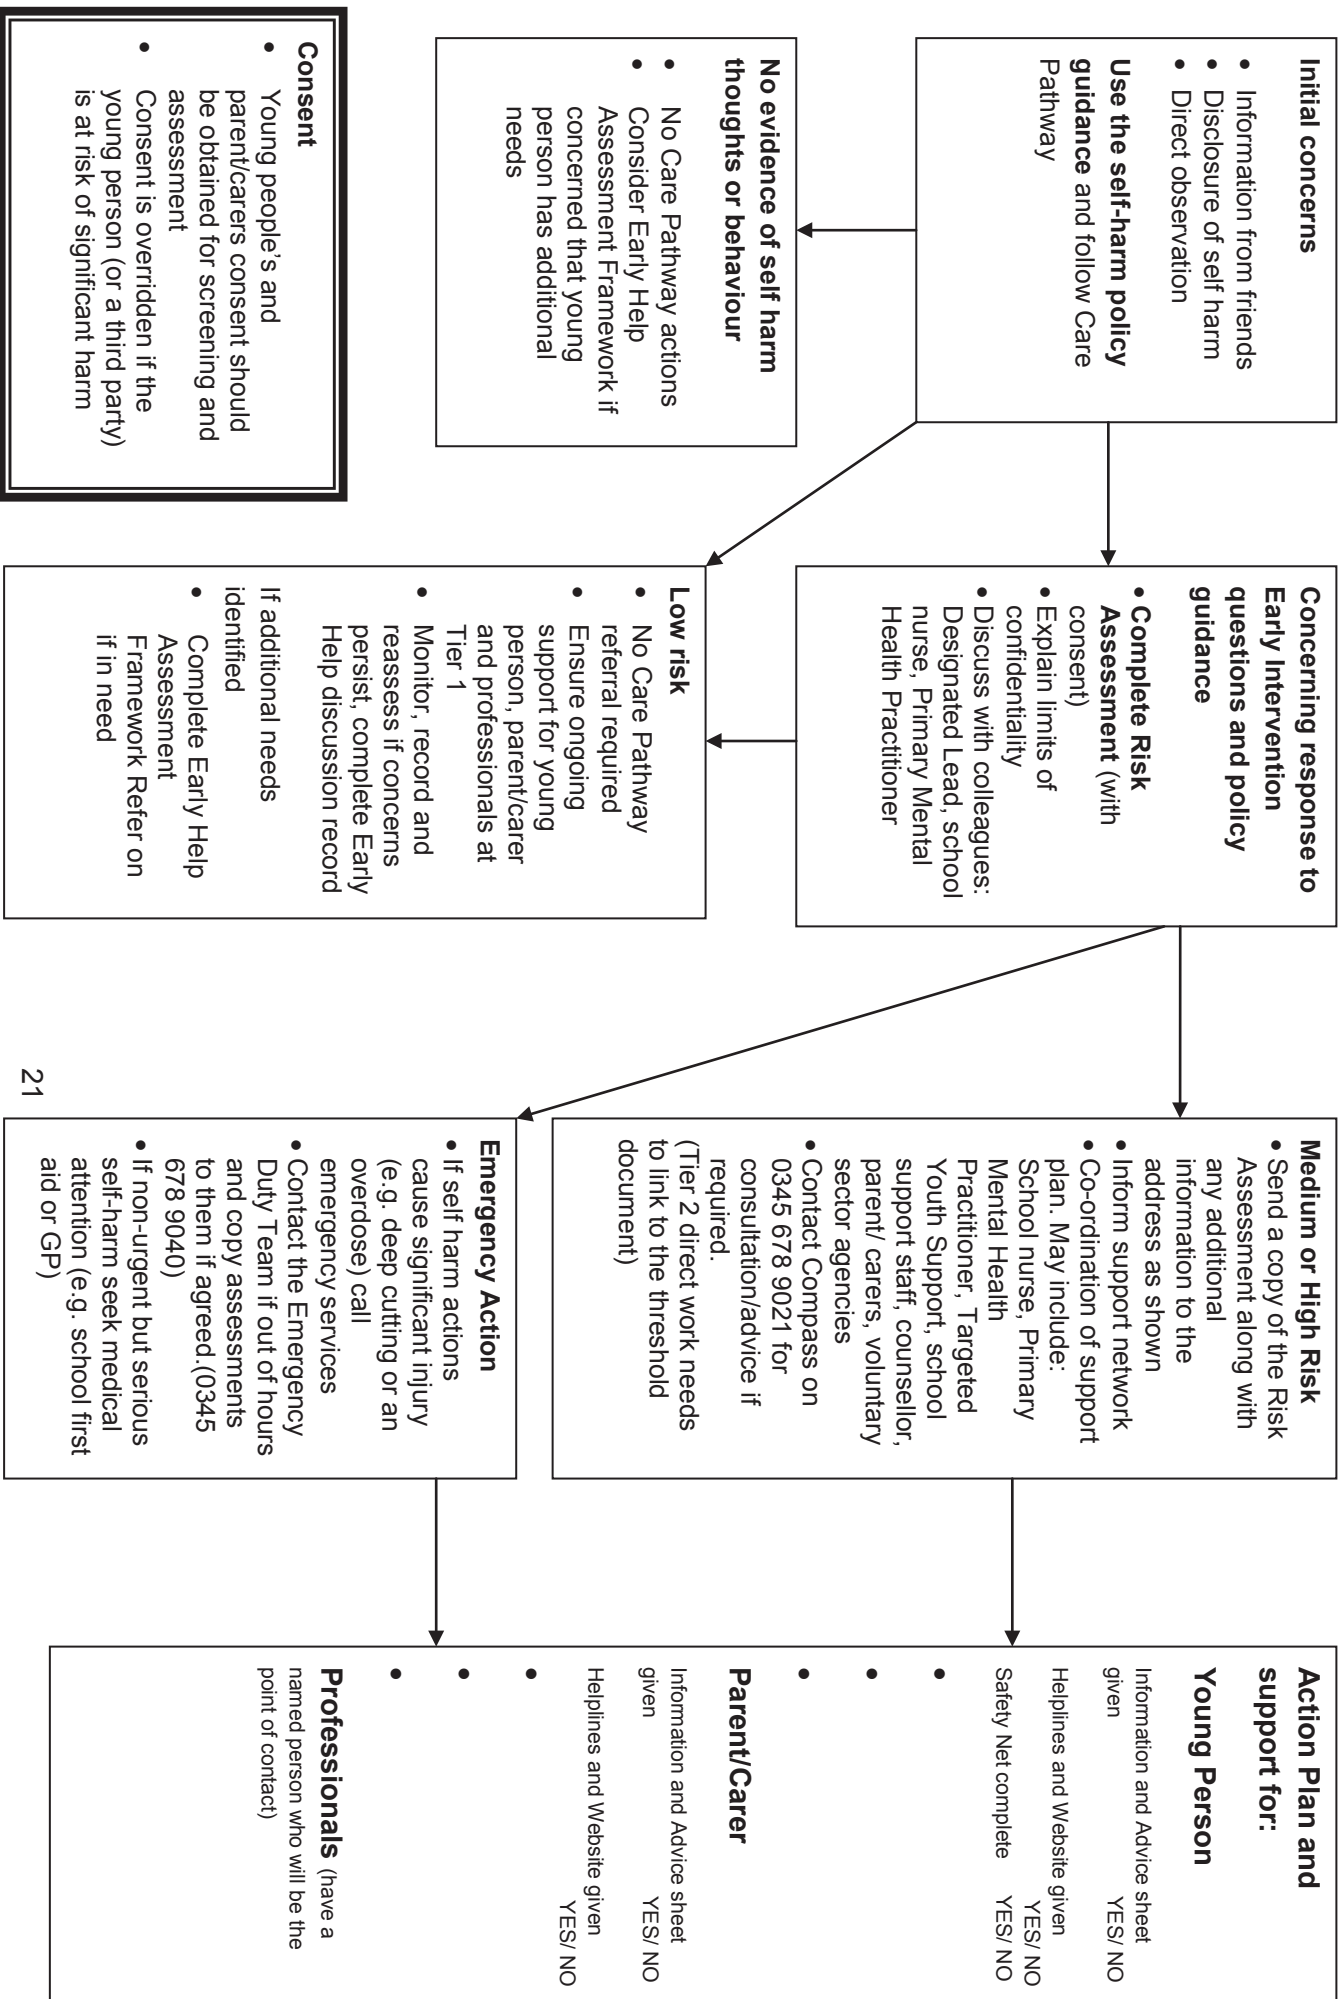 Initial concerns
• Information from friends
• Disclosure of self harm
• Direct observation
Use the self-harm policy
guidance and follow Care
Pathway
No evidence of self harm
thoughts or behaviour
• No Care Pathway actions
• Consider Early Help
Assessment Framework if
concerned that young
person has additional
needs
Consent
• Young people's and
parent/carers consent should
be obtained for screening and
assessment
• Consent is overridden if the
young person (or a third party)
is at risk of significant harm
Concerning response to
Early Intervention
questions and policy
guidance
• Complete Risk
Assessment (with
consent)
• Explain limits of
confidentiality
• Discuss with colleagues:
Designated Lead, school
nurse, Primary Mental
Health Practitioner
Low risk
• No Care Pathway
referral required
• Ensure ongoing
support for young
person, parent/carer
and professionals at
Tier 1
• Monitor, record and
reassess if concerns
persist, complete Early
Help discussion record
If additional needs
identified
• Complete Early Help
Assessment
Framework Refer on
if in need
Medium or High Risk
• Send a copy of the Risk
Assessment along with
any additional
information to the
address as shown
• Inform support network
• Co-ordination of support
plan. May include:
School nurse, Primary
Mental Health
Practitioner, Targeted
Youth Support, school
support staff, counsellor,
parent/ carers, voluntary
sector agencies
• Contact Compass on
0345 678 9021 for
consultation/advice if
required.
(Tier 2 direct work needs
to link to the threshold
document)
Emergency Action
• If self harm actions
cause significant injury
(e.g. deep cutting or an
overdose) call
emergency services
• Contact the Emergency
Duty Team if out of hours
and copy assessments
to them if agreed.(0345
678 9040)
• If non-urgent but serious
self-harm seek medical
attention (e.g. school first
aid or GP)
Action Plan and
support for:
Young Person
Information and Advice sheet
given YES/ NO
Helplines and Website given
YES/ NO
Safety Net complete YES/ NO
•
•
•
Parent/Carer
Information and Advice sheet
given YES/ NO
Helplines and Website given
YES/ NO
•
•
•
Professionals (have a
named person who will be the
point of contact)
21